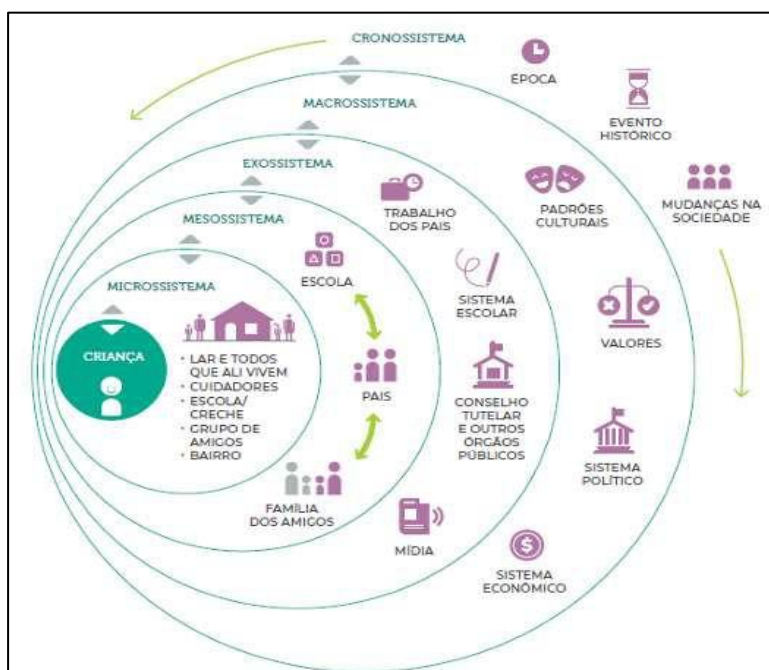 CRONOSSISTEMA
ÉPOCA
EVENTO
HISTÓRICO
MUDANÇAS NA
SOCIEDADE
MACROSSISTEMA
PADRÕES
CULTURAIS
VALORES
SISTEMA
POLÍTICO
SISTEMA
ECONÔMICO
EXOSSISTEMA
TRABALHO
DOS PAIS
SISTEMA
ESCOLAR
CONSELHO
TUTELAR
E OUTROS
ÓRGÃOS
PÚBLICOS
MÍDIA
MESOSSISTEMA
ESCOLA
PAIS
FAMÍLIA
DOS AMIGOS
MICROSSISTEMA
CRIANÇA
• LAR E TODOS
QUE ALI VIVEM
• CUIDADORES
• ESCOLA/
CRECHE
• GRUPO DE
AMIGOS
• BAIRRO